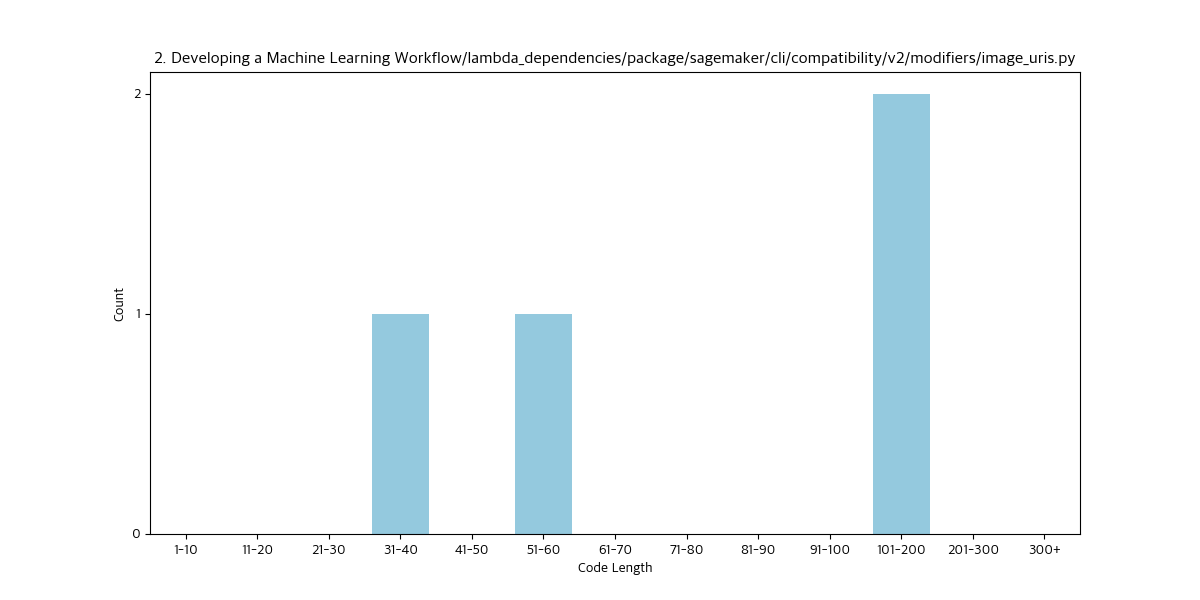 2. Developing a Machine Learning Workflow/lambda_dependencies/package/sagemaker/cli/compatibility/v2/modifiers/image_uris.py
2
1
0
Count
1-10 11-20 21-30 31-40 41-50 51-60 61-70 71-80 81-90 91-100 101-200 201-300 300+
Code Length